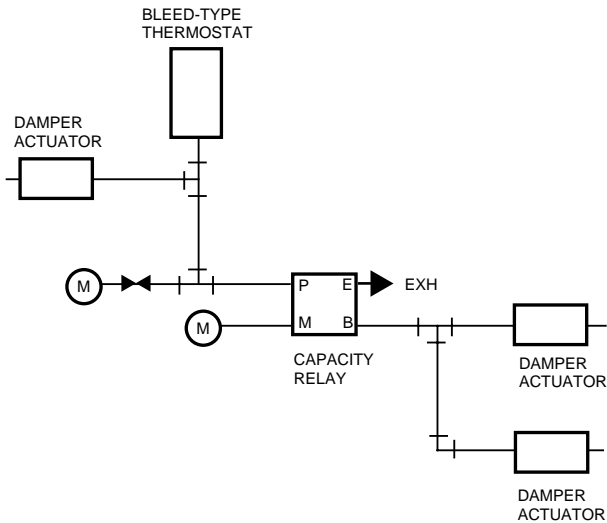 BLEED-TYPE
THERMOSTAT
DAMPER
ACTUATOR
M
P E EXH
M
M B
CAPACITY
RELAY
DAMPER
ACTUATOR
DAMPER
ACTUATOR